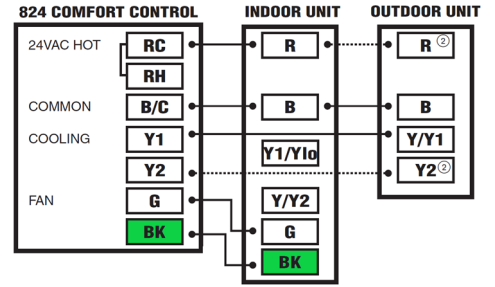 824 COMFORT CONTROL INDOOR UNIT OUTDOOR UNIT
24VAC HOT RC R R ②
RH
COMMON B/C B B
COOLING Y1 Y/Y1
Y1/Ylo
Y2 Y2 ②
FAN G Y/Y2
G
BK
BK